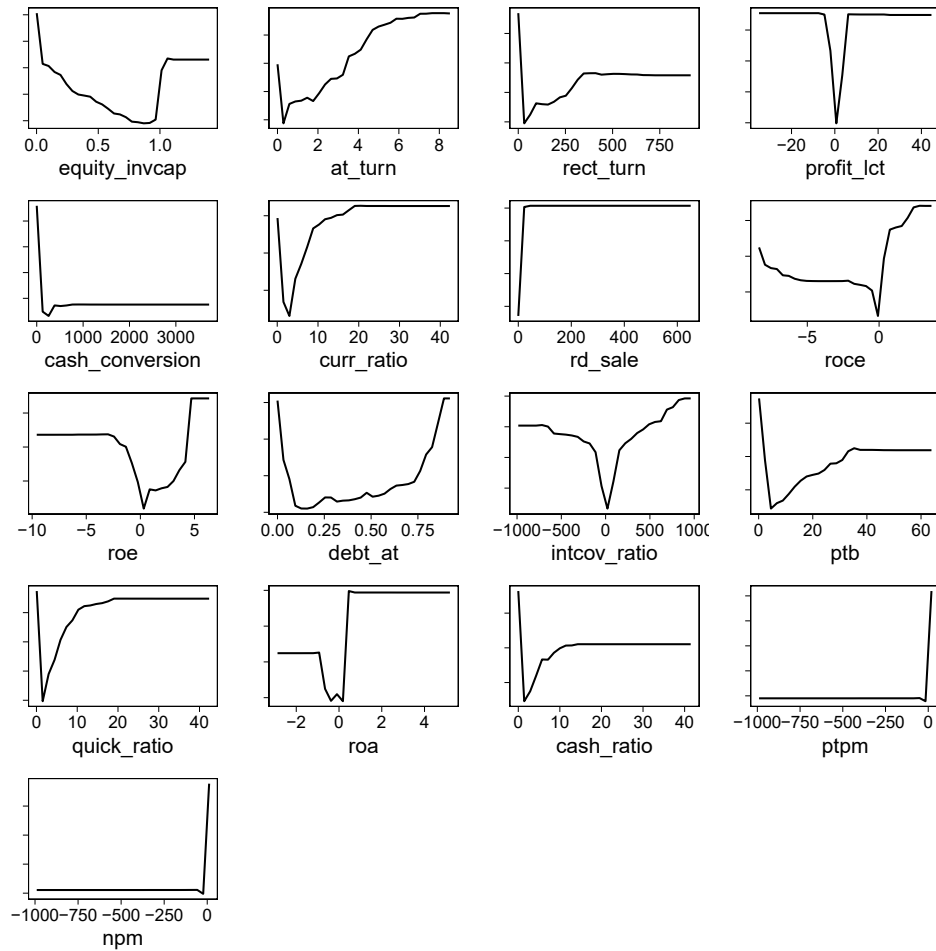 0.0 0.5 1.0
equity_invcap
0 2 4 6 8
at_turn
0 250 500 750
rect_turn
−20 0 20 40
profit_lct
0 1000 2000 3000
cash_conversion
0 10 20 30 40
curr_ratio
0 200 400 600
rd_sale
−5 0
roce
−10 −5 0 5
roe
0.00 0.25 0.50 0.75
debt_at
−1000 −500 0 500 1000
intcov_ratio
0 20 40 60
ptb
0 10 20 30 40
quick_ratio
−2 0 2 4
roa
0 10 20 30 40
cash_ratio
−1000 −750 −500 −250 0
ptpm
−1000 −750 −500 −250 0
npm